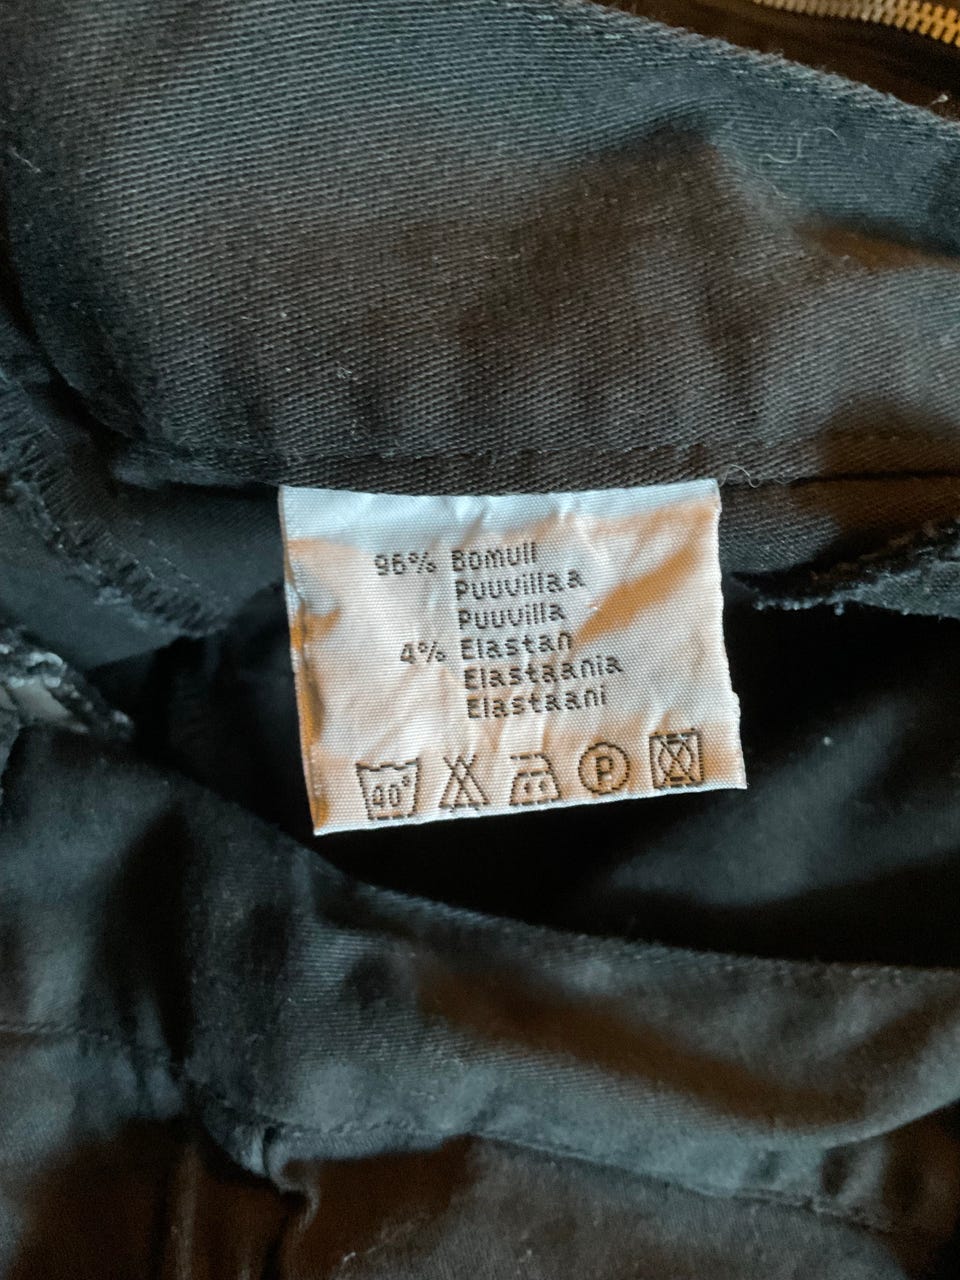 96% Bomull
Puuvillaa
Puuvilla
4% Elastan
Elastaania
Elastaani
40°
P